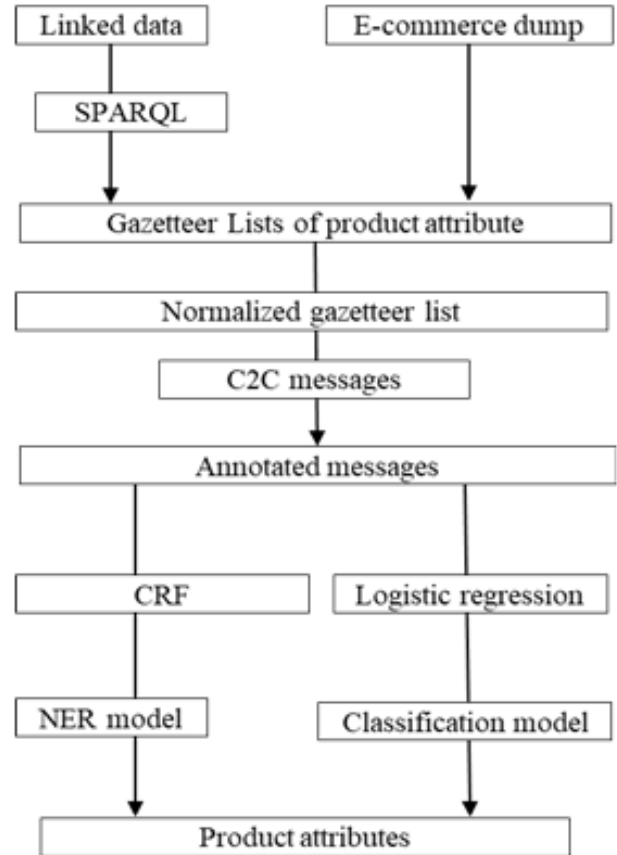 Linked data
E-commerce dump
SPARQL
Gazetteer Lists of product attribute
Normalized gazetteer list
C2C messages
Annotated messages
CRF
Logistic regression
NER model
Classification model
Product attributes